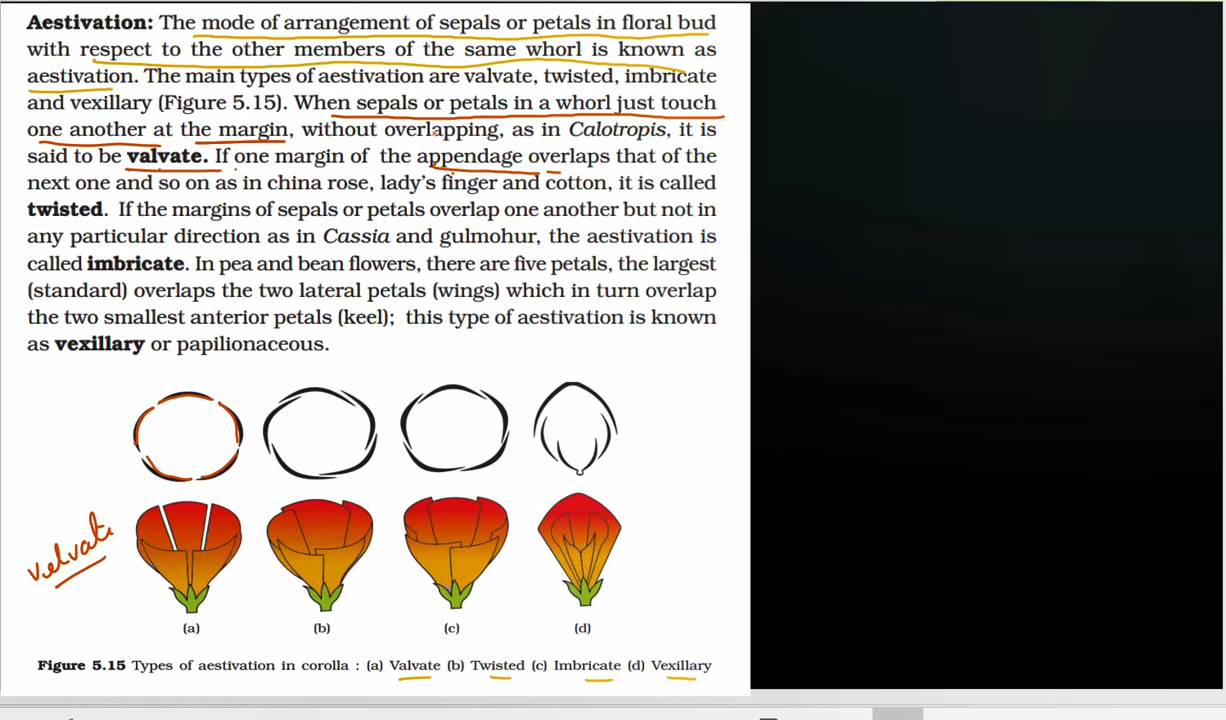 Aestivation: The mode of arrangement of sepals or petals in floral bud
with respect to the other members of the same whorl is known as
aestivation. The main types of aestivation are valvate, twisted, imbricate
and vexillary (Figure 5.15). When sepals or petals in a whorl just touch
one another at the margin, without overlapping, as in Calotropis, it is
said to be valvate. If one margin of the appendage overlaps that of the
next one and so on as in china rose, lady's finger and cotton, it is called
twisted. If the margins of sepals or petals overlap one another but not in
any particular direction as in Cassia and gulmohur, the aestivation is
called imbricate. In pea and bean flowers, there are five petals, the largest
(standard) overlaps the two lateral petals (wings) which in turn overlap
the two smallest anterior petals (keel); this type of aestivation is known
as vexillary or papilionaceous.
velvate
(a) (b) (c) (d)
Figure 5.15 Types of aestivation in corolla : (a) Valvate (b) Twisted (c) Imbricate (d) Vexillary